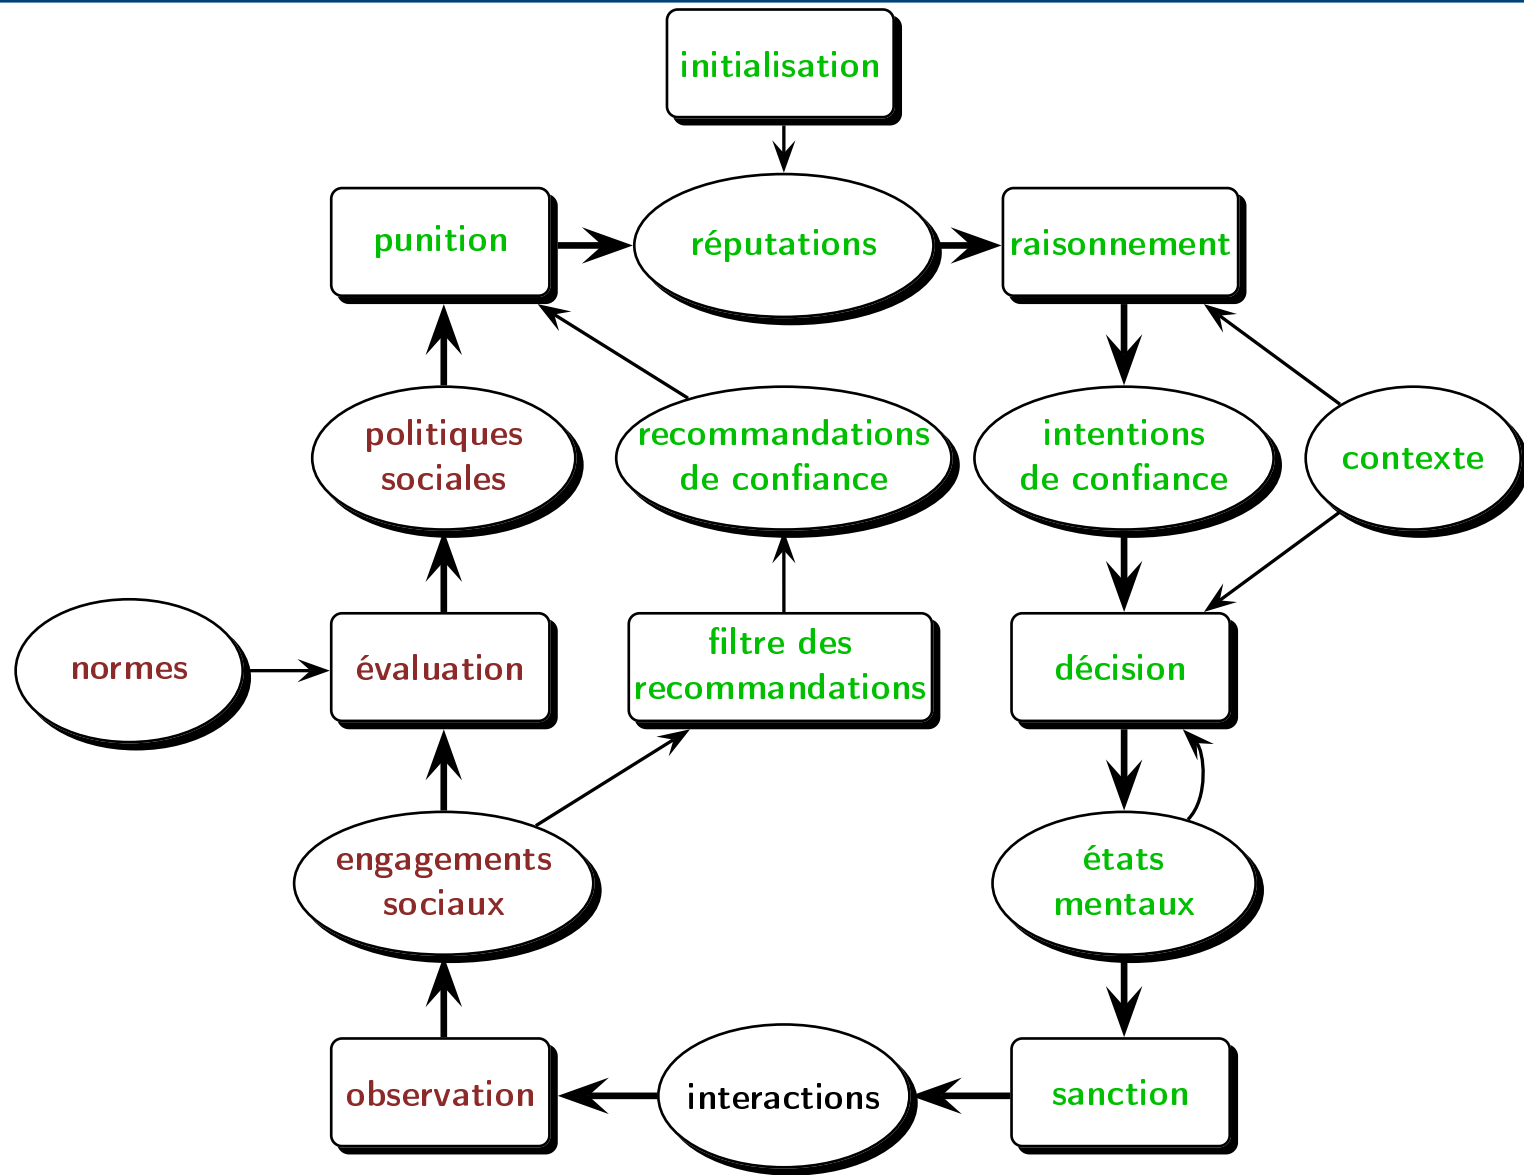 initialisation
punition
réputations
raisonnement
politiques
sociales
recommandations
de confiance
intentions
de confiance
contexte
normes
évaluation
filtre des
recommandations
décision
engagements
sociaux
états
mentaux
observation
interactions
sanction